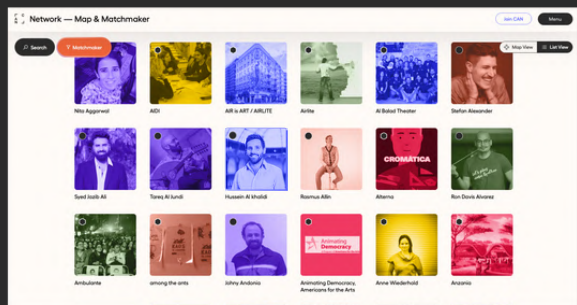 Network — Map & Matchmaker
Join CAN
Menu
Search
Matchmaker
Map View
List View
Nita Aggarwal
AIDI
AIR is ART / AIRLITE
Airlite
Al Balad Theater
Stefan Alexander
Syed Jazib Ali
Tareq Al Jundi
Hussein Al khalidi
Rasmus Allin
Alterna
CROMÁTICA
Ron Davis Alvarez
Ambulante
among the ants
Johny Andonia
Animating
Democracy
Animating Democracy,
Americans for the Arts
Anne Wiederhold
Anzania